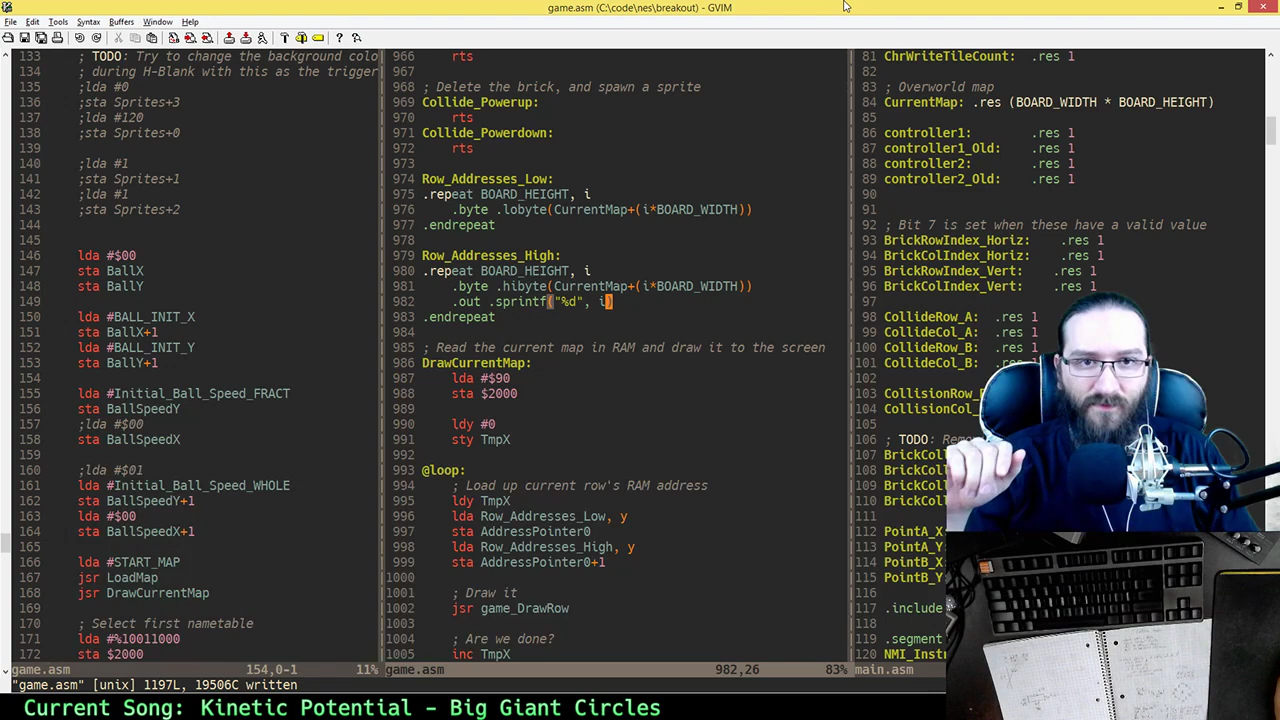 game.asm (C:\code\nes\breakout) - GVIM
File Edit Tools Syntax Buffers Window Help
133 ; TODO: Try to change the background colo
134 ; during H-Blank with this as the trigger
135 ;lda #0
136 ;sta Sprites+3
137 ;lda #120
138 ;sta Sprites+0
139
140 ;lda #1
141 ;sta Sprites+1
142 ;lda #1
143 ;sta Sprites+2
144
145
146 lda #$00
147 sta BallX
148 sta BallY
149
150 lda #BALL_INIT_X
151 sta BallX+1
152 lda #BALL_INIT_Y
153 sta BallY+1
154
155 lda #Initial_Ball_Speed_FRACT
156 sta BallSpeedY
157 ;lda #$00
158 sta BallSpeedX
159
160 ;lda #$01
161 lda #Initial_Ball_Speed_WHOLE
162 sta BallSpeedY+1
163 lda #$00
164 sta BallSpeedX+1
165
166 lda #START_MAP
167 jsr LoadMap
168 jsr DrawCurrentMap
169
170 ; Select first nametable
171 lda #%10011000
172 sta $2000
game.asm 154,0-1 11%
966 rts
967
968 ; Delete the brick, and spawn a sprite
969 Collide_Powerup:
970 rts
971 Collide_Powerdown:
972 rts
973
974 Row_Addresses_Low:
975 .repeat BOARD_HEIGHT, i
976 .byte .lobyte(CurrentMap+(i*BOARD_WIDTH))
977 .endrepeat
978
979 Row_Addresses_High:
980 .repeat BOARD_HEIGHT, i
981 .byte .hibyte(CurrentMap+(i*BOARD_WIDTH))
982 .out .sprintf("%d", i)
983 .endrepeat
984
985 ; Read the current map in RAM and draw it to the screen
986 DrawCurrentMap:
987 lda #$90
988 sta $2000
989
990 ldy #0
991 sty TmpX
992
993 @loop:
994 ; Load up current row's RAM address
995 ldy TmpX
996 lda Row_Addresses_Low, y
997 sta AddressPointer0
998 lda Row_Addresses_High, y
999 sta AddressPointer0+1
1000
1001 ; Draw it
1002 jsr game_DrawRow
1003
1004 ; Are we done?
1005 inc TmpX
game.asm 982,26 83%
81 ChrWriteTileCount: .res 1
82
83 ; Overworld map
84 CurrentMap: .res (BOARD_WIDTH * BOARD_HEIGHT)
85
86 controller1: .res 1
87 controller1_Old: .res 1
88 controller2: .res 1
89 controller2_Old: .res 1
90
91
92 ; Bit 7 is set when these have a valid value
93 BrickRowIndex_Horiz: .res 1
94 BrickColIndex_Horiz: .res 1
95 BrickRowIndex_Vert: .res 1
96 BrickColIndex_Vert: .res 1
97
98 CollideRow_A: .res 1
99 CollideCol_A: .res 1
100 CollideRow_B: .res 1
101 CollideCol_B: .res 1
102
103 CollisionRow_
104 CollisionCol_
105
106 ; TODO:
107 BrickCol
108 BrickCol
109 BrickCol
110 BrickCol
111
112 PointA_X
113 PointA_Y
114 PointB_X
115 PointB_Y
116
117 .include
118
119 .segment
120 NMI_Inst
main.asm
"game.asm" [unix] 1197L, 19506C written
Current Song: Kinetic Potential - Big Giant Circles